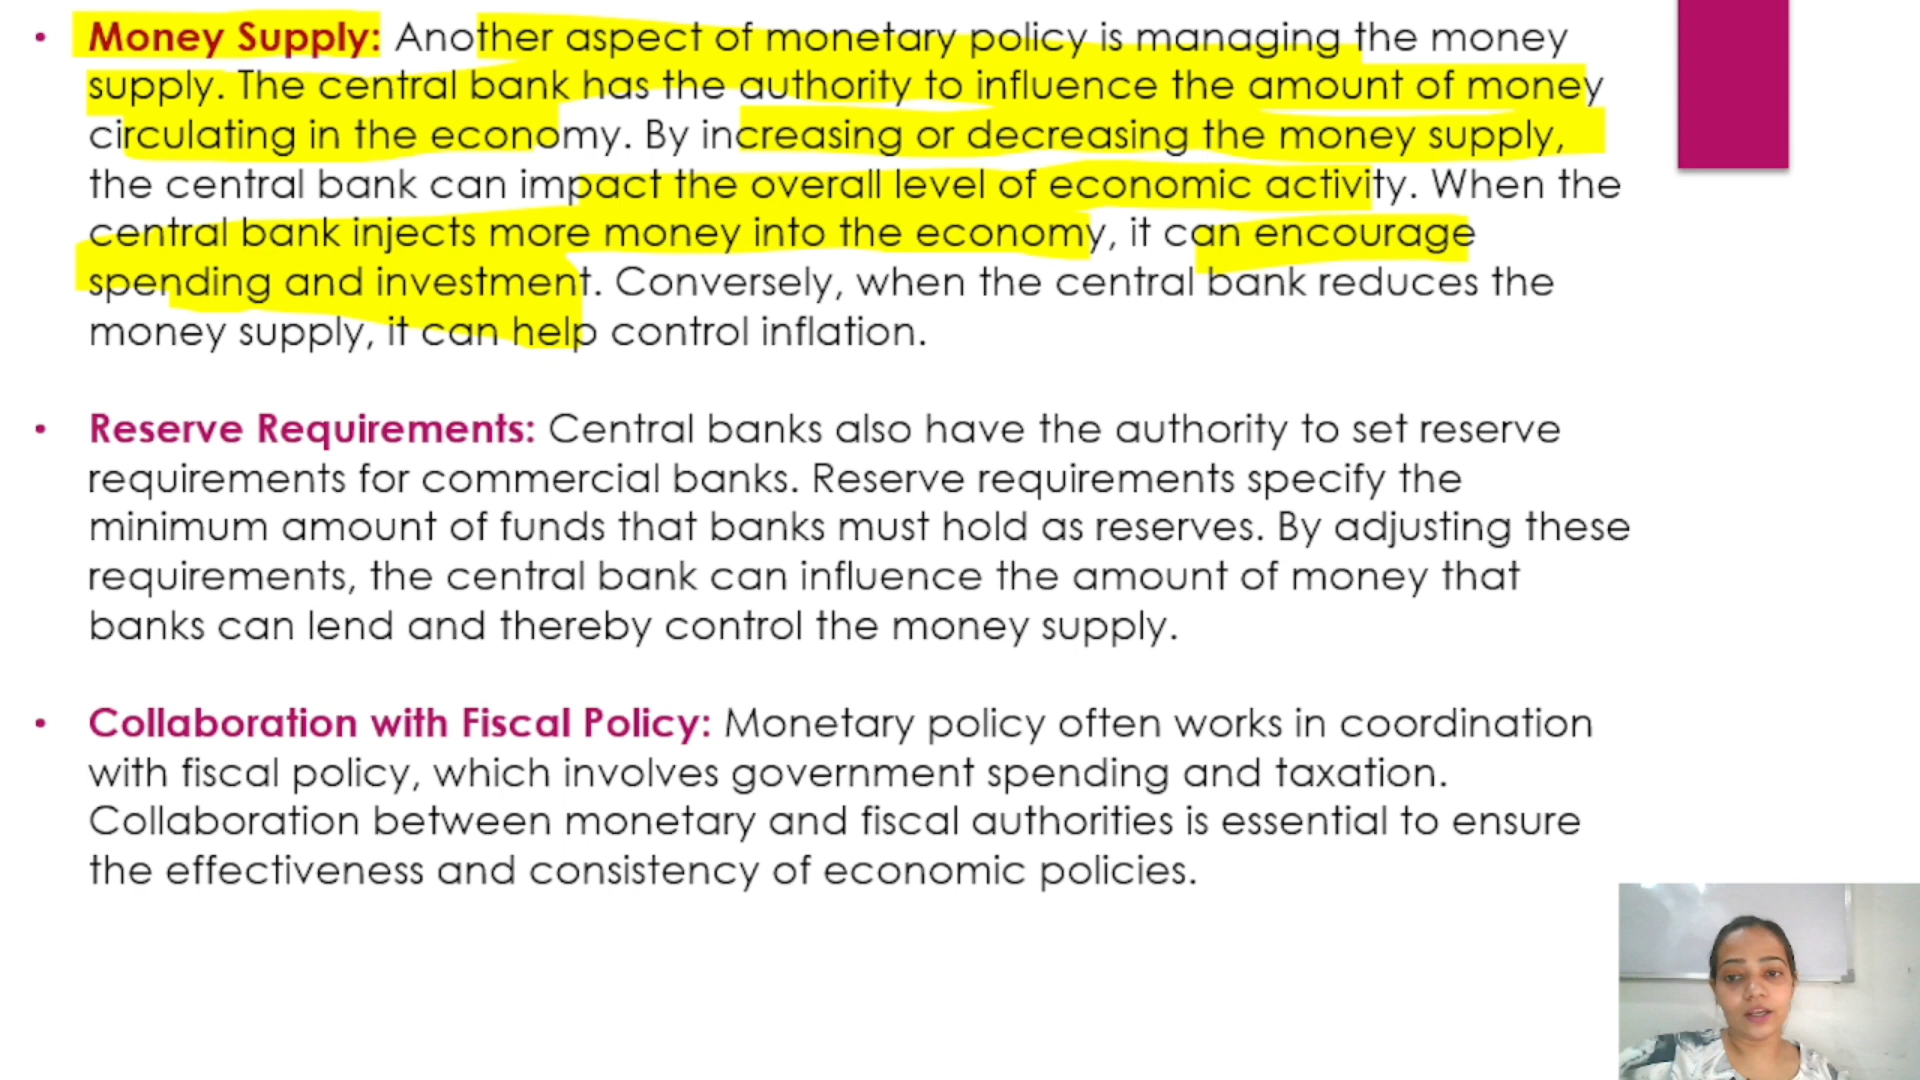 • Money Supply: Another aspect of monetary policy is managing the money
supply. The central bank has the authority to influence the amount of money
circulating in the economy. By increasing or decreasing the money supply,
the central bank can impact the overall level of economic activity. When the
central bank injects more money into the economy, it can encourage
spending and investment. Conversely, when the central bank reduces the
money supply, it can help control inflation.
• Reserve Requirements: Central banks also have the authority to set reserve
requirements for commercial banks. Reserve requirements specify the
minimum amount of funds that banks must hold as reserves. By adjusting these
requirements, the central bank can influence the amount of money that
banks can lend and thereby control the money supply.
• Collaboration with Fiscal Policy: Monetary policy often works in coordination
with fiscal policy, which involves government spending and taxation.
Collaboration between monetary and fiscal authorities is essential to ensure
the effectiveness and consistency of economic policies.